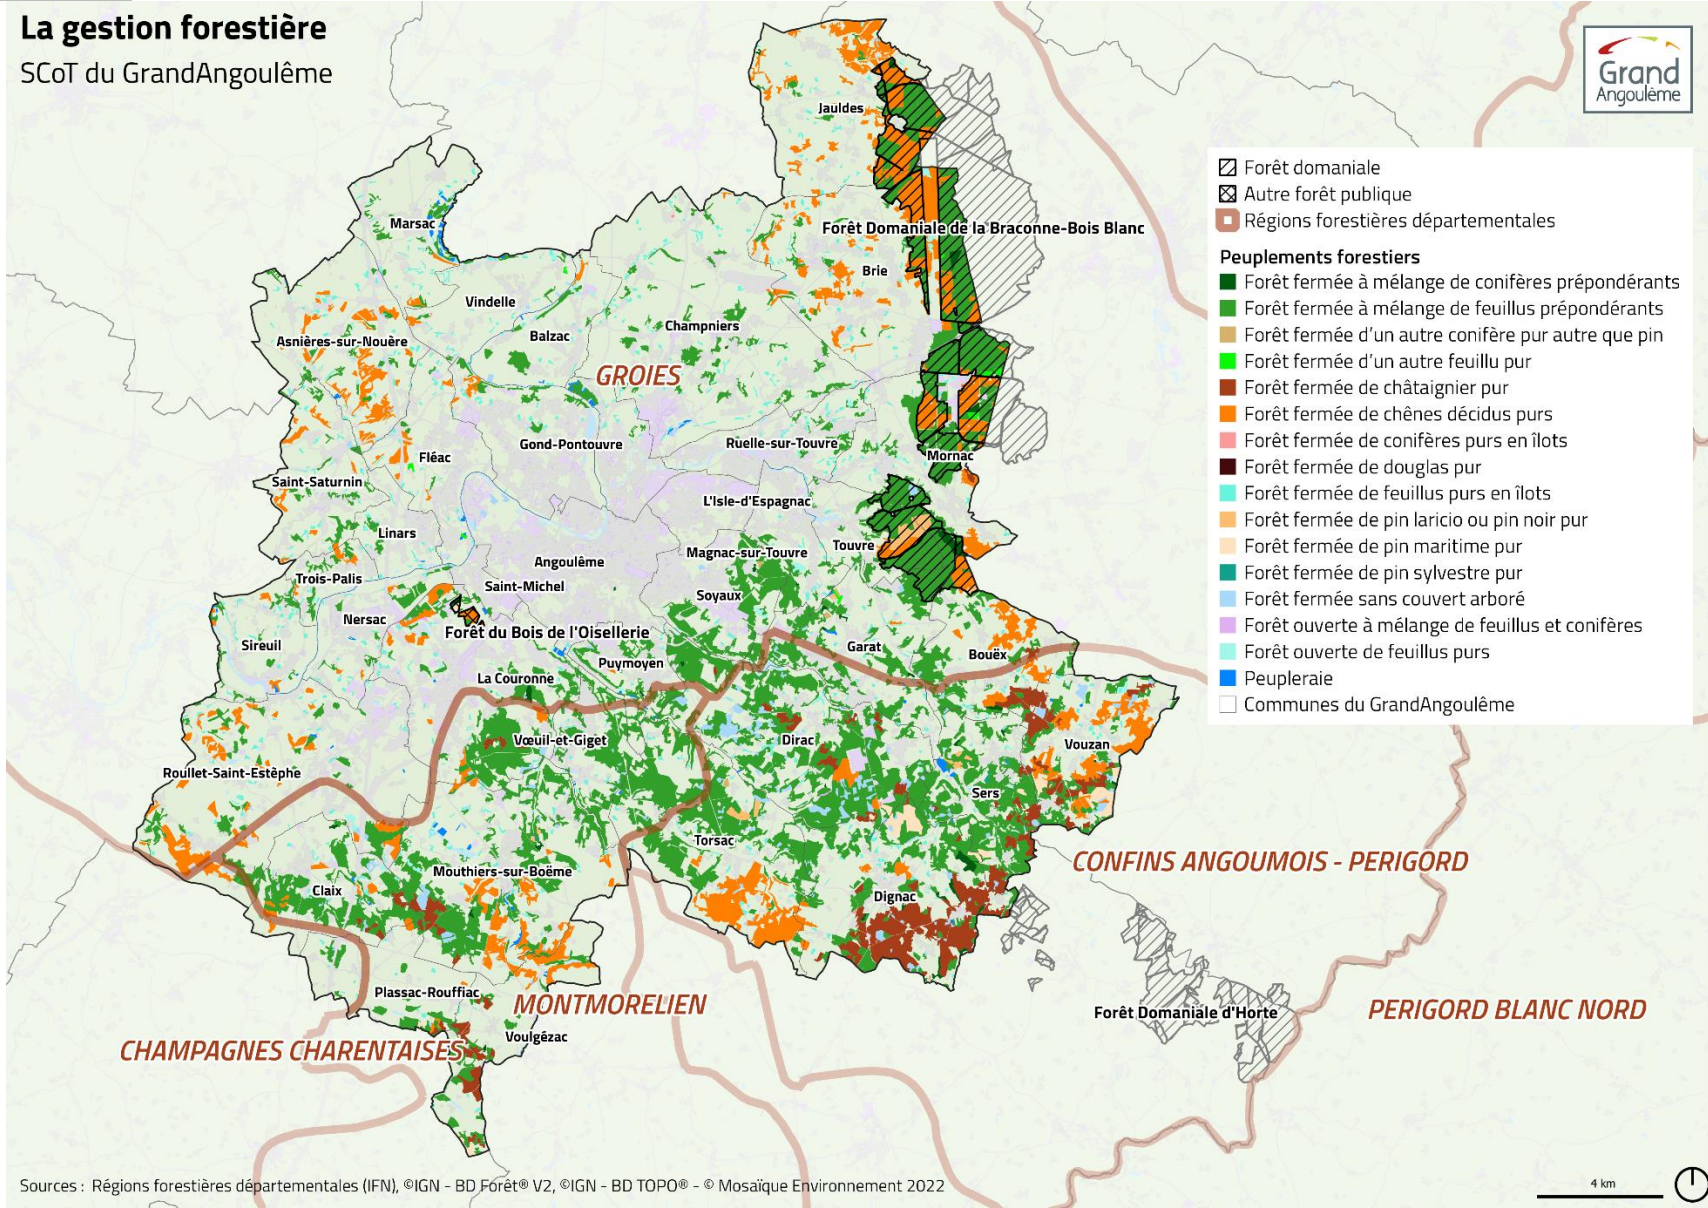 La gestion forestière
SCoT du GrandAngoulême
Grand
Angoulême
Forêt domaniale
Autre forêt publique
Régions forestières départementales
Peuplements forestiers
Forêt fermée à mélange de conifères prépondérants
Forêt fermée à mélange de feuillus prépondérants
Forêt fermée d'un autre conifère pur autre que pin
Forêt fermée d'un autre feuillu pur
Forêt fermée de châtaignier pur
Forêt fermée de chênes décidus purs
Forêt fermée de conifères purs en îlots
Forêt fermée de douglas pur
Forêt fermée de feuillus purs en îlots
Forêt fermée de pin laricio ou pin noir pur
Forêt fermée de pin maritime pur
Forêt fermée de pin sylvestre pur
Forêt fermée sans couvert arboré
Forêt ouverte à mélange de feuillus et conifères
Forêt ouverte de feuillus purs
Peupleraie
Communes du GrandAngoulême
Jauldes
Marsac
Forêt Domaniale de la Braconne-Bois Blanc
Brie
Vindelle
Champniers
Balzac
Asnières-sur-Nouère
GROIES
Gond-Pontouvre
Ruelle-sur-Touvre
Fléac
Mornac
Saint-Saturnin
L'Isle-d'Espagnac
Linars
Touvre
Magnac-sur-Touvre
Angoulême
Trois-Palis
Saint-Michel
Soyaux
Nersac
Forêt du Bois de l'Oisellerie
Sireuil
Garat
Bouëx
Puymoyen
La Couronne
Vœuil-et-Giget
Dirac
Vouzan
Roullet-Saint-Estèphe
Sers
Torsac
CONFINS ANGOUMOIS - PERIGORD
Mouthiers-sur-Boëme
Claix
Dignac
Plassac-Rouffiac
MONTMORELIEN
Forêt Domaniale d'Horte
PERIGORD BLANC NORD
Voulgézac
CHAMPAGNES CHARENTAISES
Sources : Régions forestières départementales (IFN), ©IGN - BD Forêt® V2, ©IGN - BD TOPO® - © Mosaïque Environnement 2022
4 km